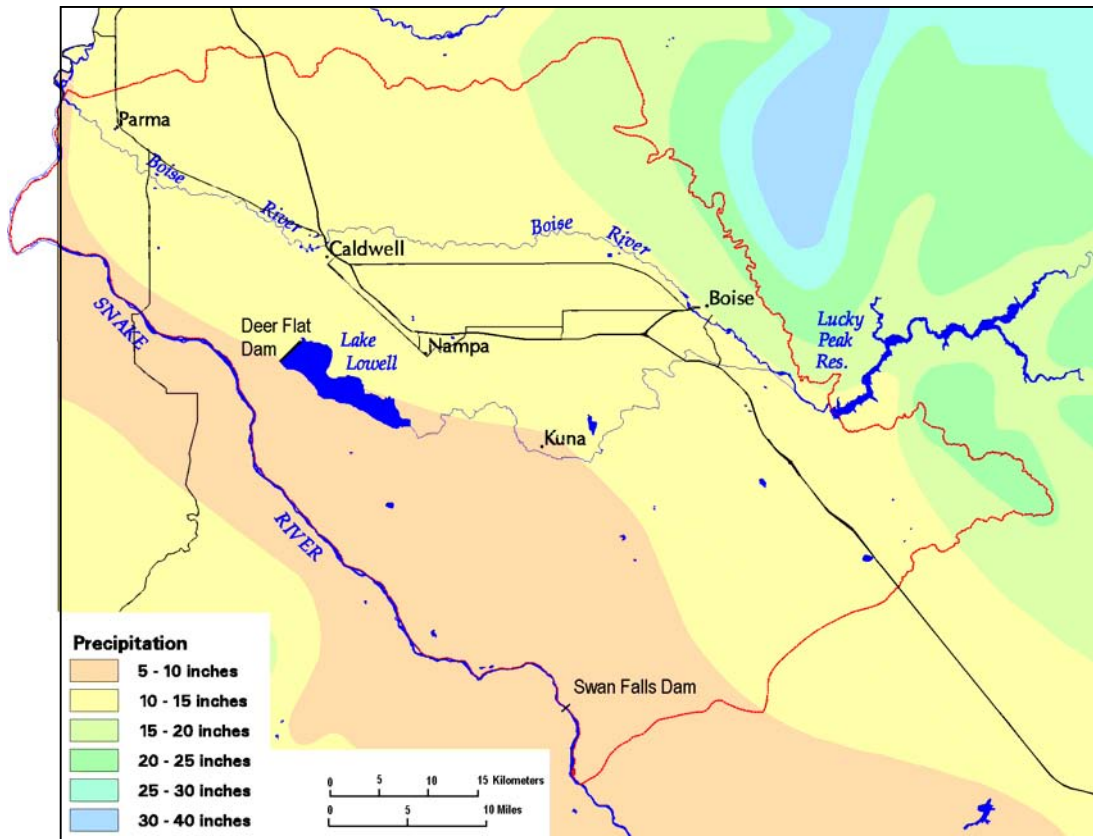 Parma
Boise
River
Caldwell
Boise
River
Boise
SNAKE
RIVER
Deer Flat
Dam
Lake
Lowell
Nampa
Kuna
Lucky
Peak
Res.
Swan Falls Dam
Precipitation
5 - 10 inches
10 - 15 inches
15 - 20 inches
20 - 25 inches
25 - 30 inches
30 - 40 inches
0 5 10 15 Kilometers
0 5 10 Miles